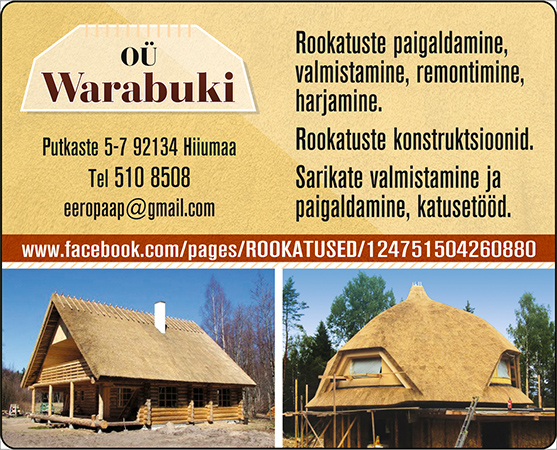 OÜ
Warabuki
Putkaste 5-7 92134 Hiiumaa
Tel 510 8508
eeropaap@gmail.com
Rookatuste paigaldamine,
valmistamine, remontimine,
harjamine.
Rookatuste konstruktsioonid.
Sarikate valmistamine ja
paigaldamine, katusetööd.
www.facebook.com/pages/ROOKATUSED/124751504260880